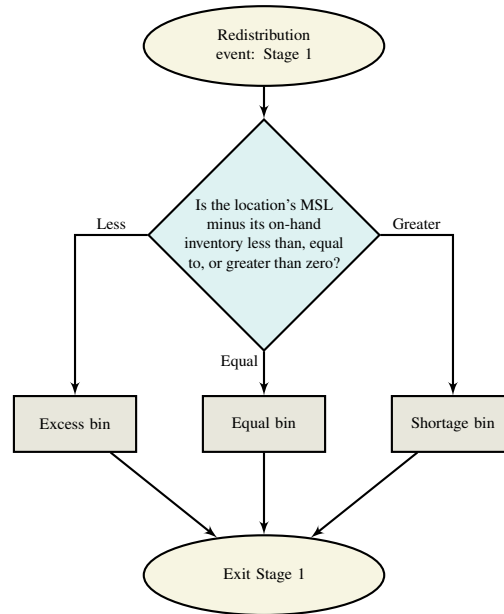 Redistribution
event: Stage 1
Is the location's MSL
minus its on-hand
inventory less than, equal
to, or greater than zero?
Less
Greater
Equal
Excess bin
Equal bin
Shortage bin
Exit Stage 1